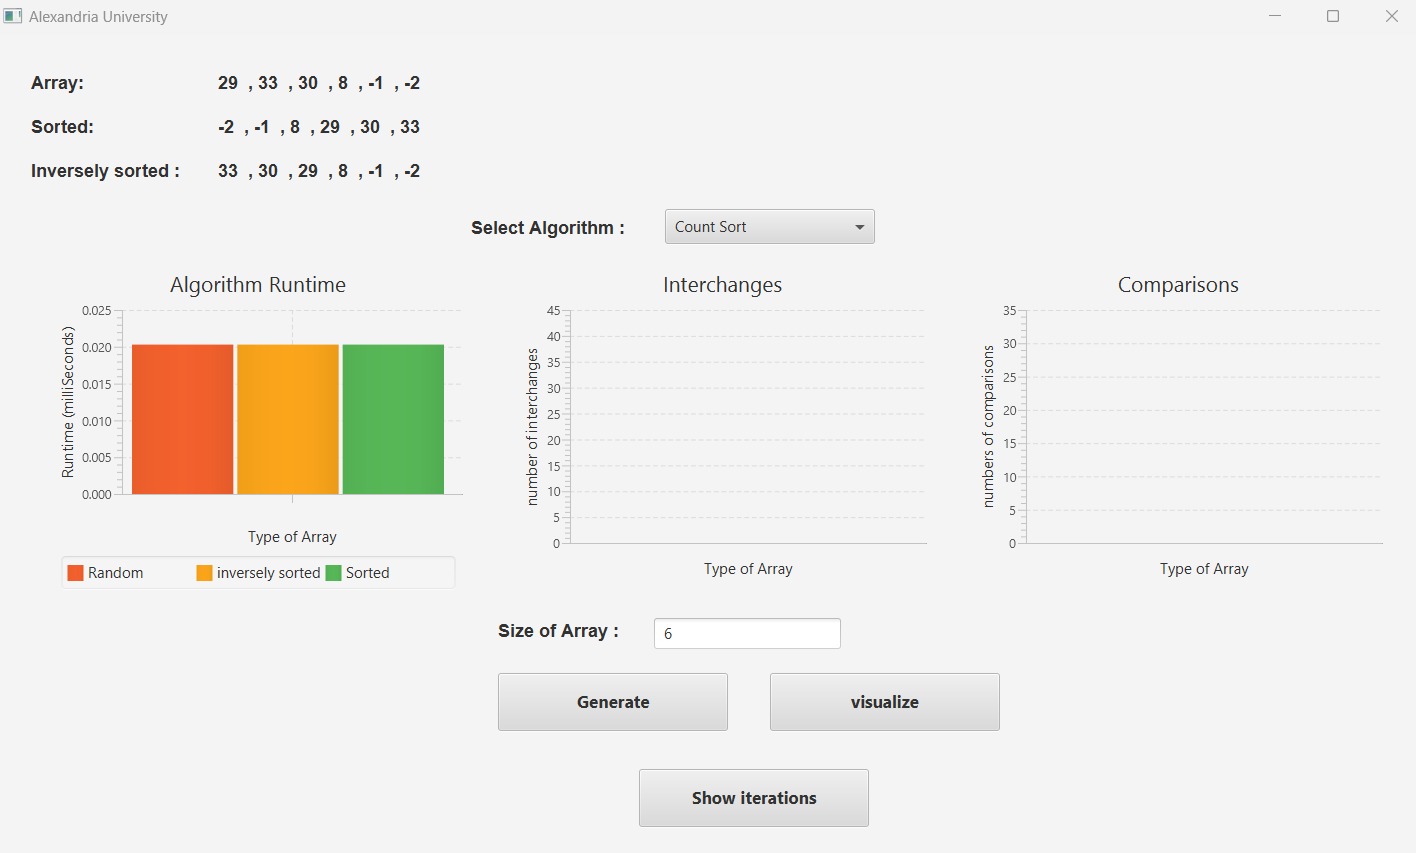 Alexandria University
Array: 29 , 33 , 30 , 8 , -1 , -2
Sorted: -2 , -1 , 8 , 29 , 30 , 33
Inversely sorted : 33 , 30 , 29 , 8 , -1 , -2
Select Algorithm : Count Sort
Algorithm Runtime
Runtime (milliSeconds)
0.025
0.020
0.015
0.010
0.005
0.000
Type of Array
Random inversely sorted Sorted
Interchanges
number of interchanges
45
40
35
30
25
20
15
10
5
0
Type of Array
Comparisons
numbers of comparisons
35
30
25
20
15
10
5
0
Type of Array
Size of Array : 6
Generate visualize
Show iterations